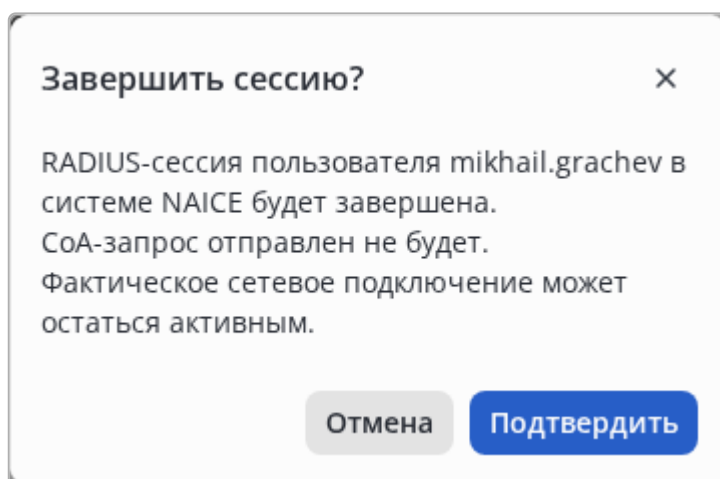 Завершить сессию?
RADIUS-сессия пользователя mikhail.grachev в
системе NAICE будет завершена.
CoA-запрос отправлен не будет.
Фактическое сетевое подключение может
остаться активным.
Отмена
Подтвердить